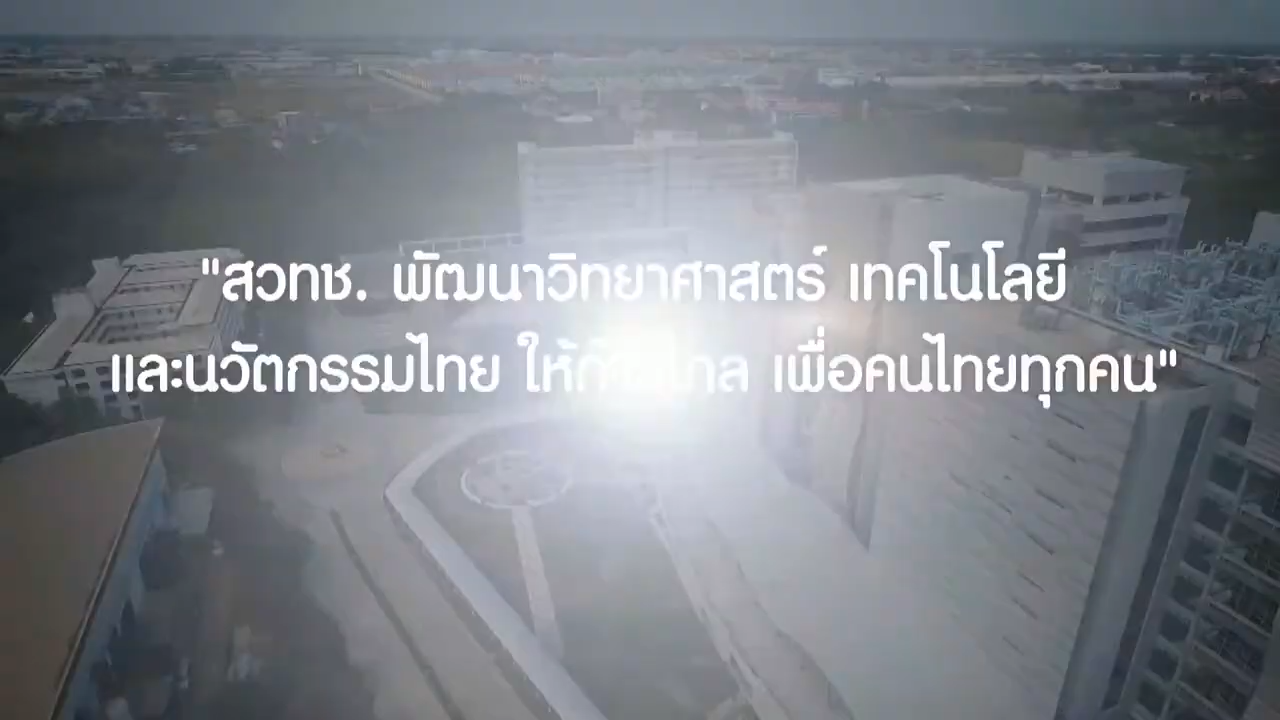 "สวทช. พัฒนาวิทยาศาสตร์ เทคโนโลยี
และนวัตกรรมไทย เพื่อคนไทยทุกคน"